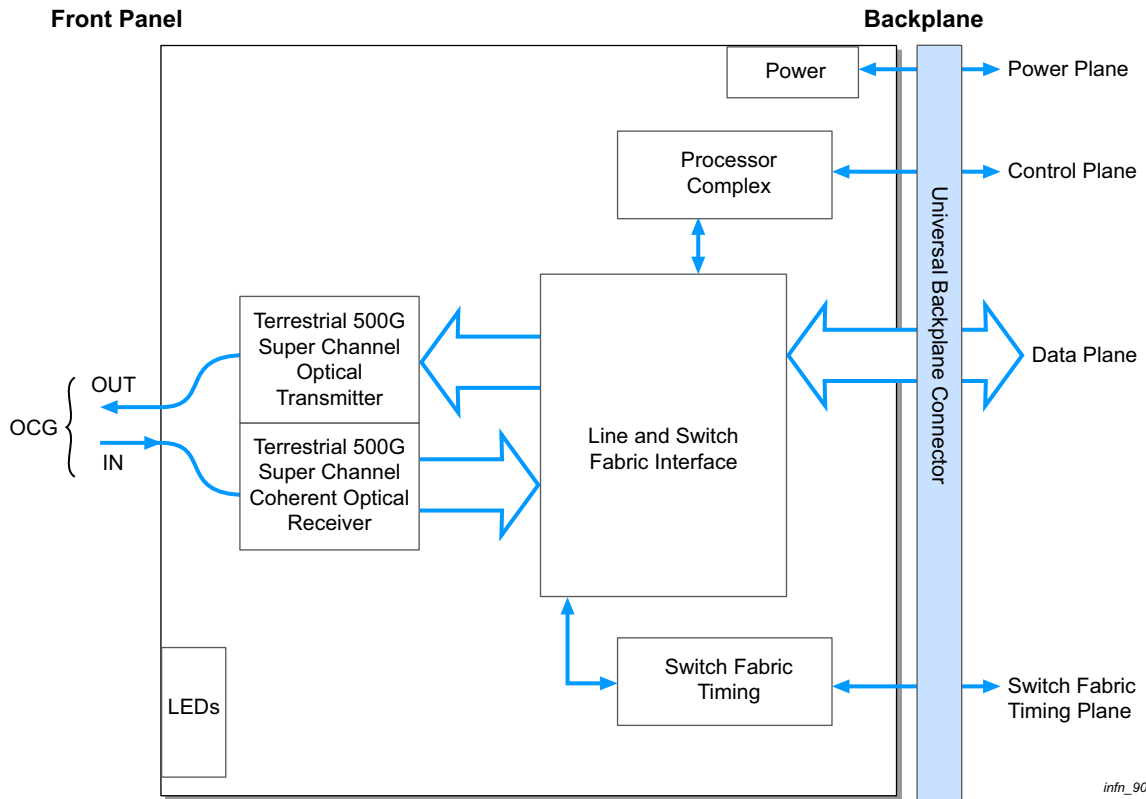 Front Panel
Backplane
Power
Power Plane
Processor
Complex
Control Plane
Universal Backplane Connector
Terrestrial 500G
Super Channel
Optical
Transmitter
Data Plane
OUT
OCG
IN
Line and Switch
Fabric Interface
Terrestrial 500G
Super Channel
Coherent Optical
Receiver
Switch Fabric
Timing
Switch Fabric
Timing Plane
LEDs
infn_90